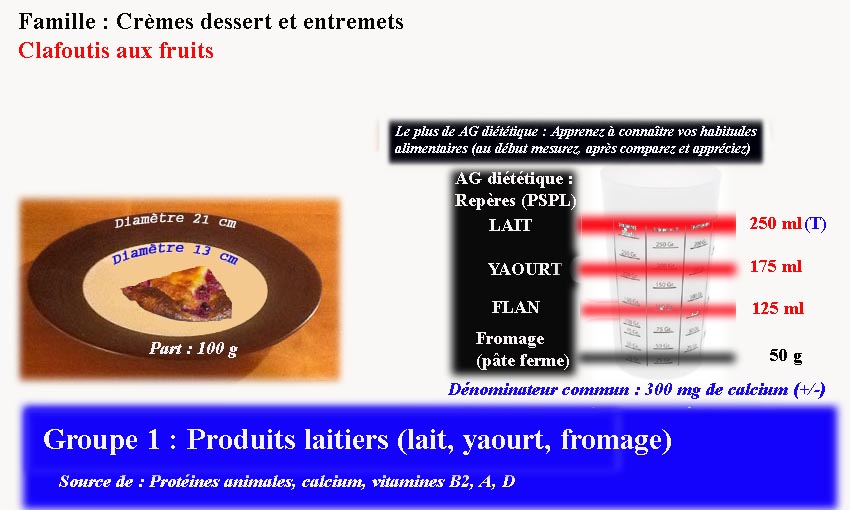 Famille : Crèmes dessert et entremets
Clafoutis aux fruits
Le plus de AG diététique : Apprenez à connaître vos habitudes
alimentaires (au début mesurez, après comparez et appréciez)
AG diététique :
Repères (PSPL)
LAIT 250 ml (T)
YAOURT 175 ml
FLAN 125 ml
Fromage
(pâte ferme) 50 g
Diamètre 21 cm
Diamètre 13 cm
Part : 100 g
Dénominateur commun : 300 mg de calcium (+/-)
Groupe 1 : Produits laitiers (lait, yaourt, fromage)
Source de : Protéines animales, calcium, vitamines B2, A, D